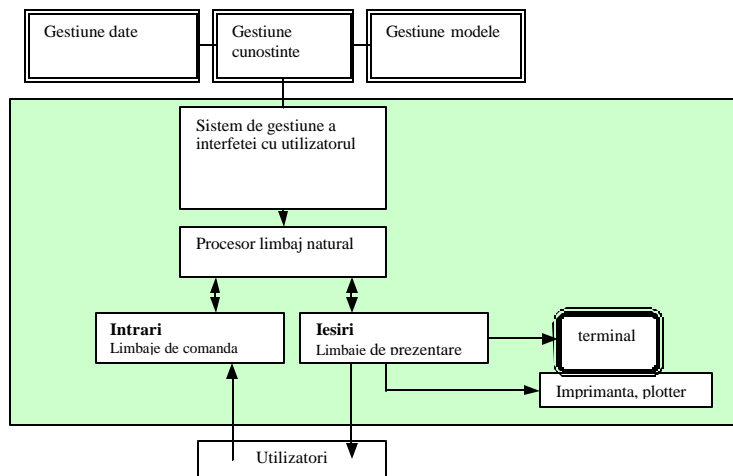 Gestiune date
Gestiune
cunostinte
Gestiune modele
Sistem de gestiune a
interfetei cu utilizatorul
Procesor limbaj natural
Intrari
Limbaje de comanda
Iesiri
Limbaje de prezentare
terminal
Imprimanta, plotter
Utilizatori